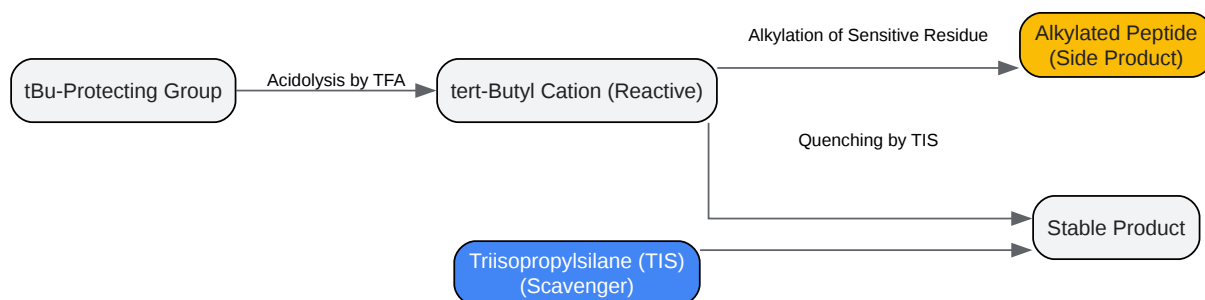 tBu-Protecting Group
Acidolysis by TFA
tert-Butyl Cation (Reactive)
Alkylation of Sensitive Residue
Alkylated Peptide
(Side Product)
Quenching by TIS
Stable Product
Triisopropylsilane (TIS)
(Scavenger)